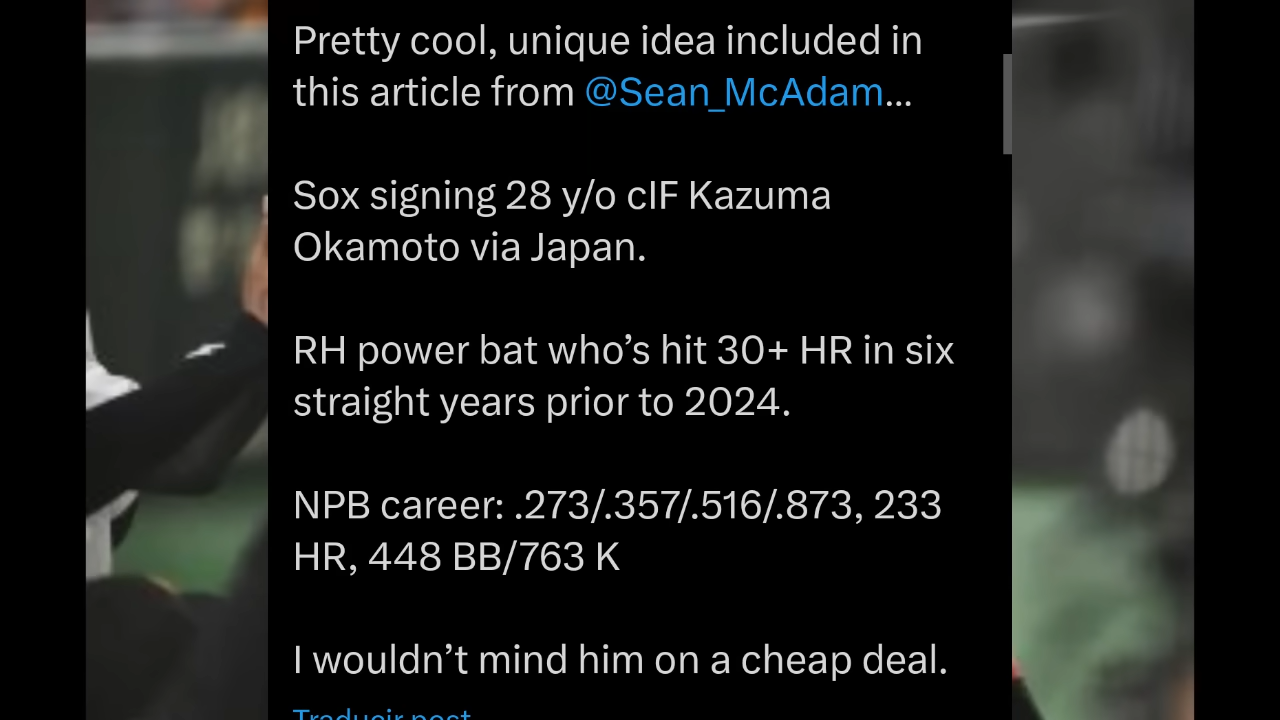 Pretty cool, unique idea included in
this article from @Sean_McAdam...
Sox signing 28 y/o cIF Kazuma
Okamoto via Japan.
RH power bat who’s hit 30+ HR in six
straight years prior to 2024.
NPB career: .273/.357/.516/.873, 233
HR, 448 BB/763 K
I wouldn’t mind him on a cheap deal.
Traducir post